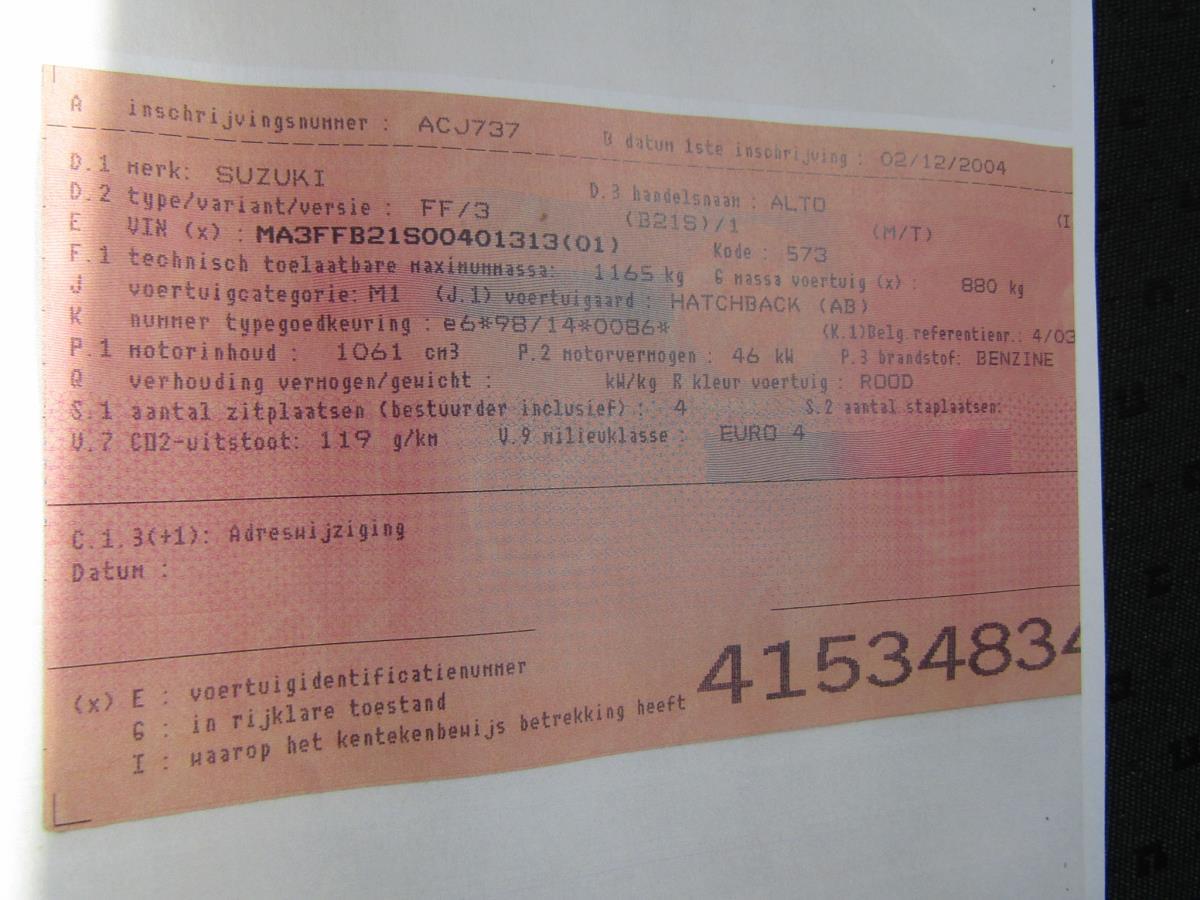 A inschrijvingsnummer : ACJ737 B datum 1ste inschrijving : 02/12/2004
D.1 merk: SUZUKI D.3 handelsnaam : ALTO
D.2 type/variant/versie : FF/3 (B21S)/1 (M/T) (I
E VIN (x) : MA3FFB21S00401313(01) Kode : 573
F.1 technisch toelaatbare maximummassa: 1165 kg G massa voertuig (x) : 880 kg
J voertuigcategorie: M1 (J.1) voertuigaard : HATCHBACK (AB)
K nummer typegoedkeuring : e6*98/14*0086* (K.1)Belg.referentienr.: 4/03
P.1 motorinhoud : 1061 cm3 P.2 motorvermogen : 46 kW P.3 brandstof: BENZINE
Q verhouding vermogen/gewicht : kW/kg R kleur voertuig : ROOD
S.1 aantal zitplaatsen (bestuurder inclusief) : 4 S.2 aantal staplaatsen:
V.7 CO2-uitstoot: 119 g/km V.9 milieuklasse : EURO 4
C.1.3(+1): Adreswijziging
Datum :
41534834
(x) E : voertuigidentificatienummer
G : in rijklare toestand
I : waarop het kentekenbewijs betrekking heeft